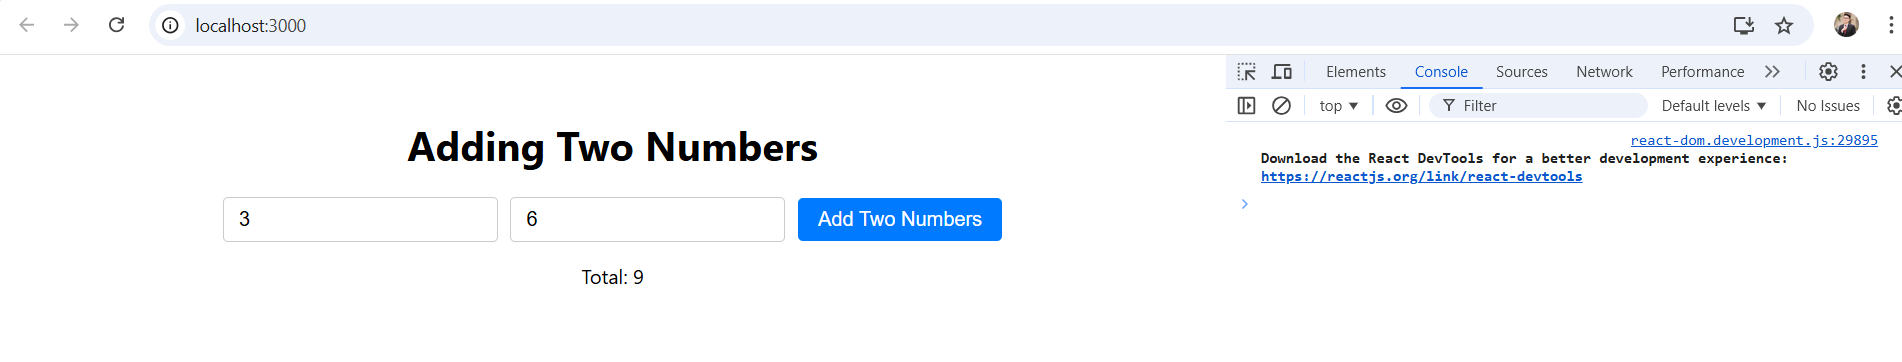 localhost:3000
Elements Console Sources Network Performance
top Filter Default levels No Issues
react-dom.development.js:29895
Download the React DevTools for a better development experience:
https://reactjs.org/link/react-devtools
Adding Two Numbers
3 6 Add Two Numbers
Total: 9